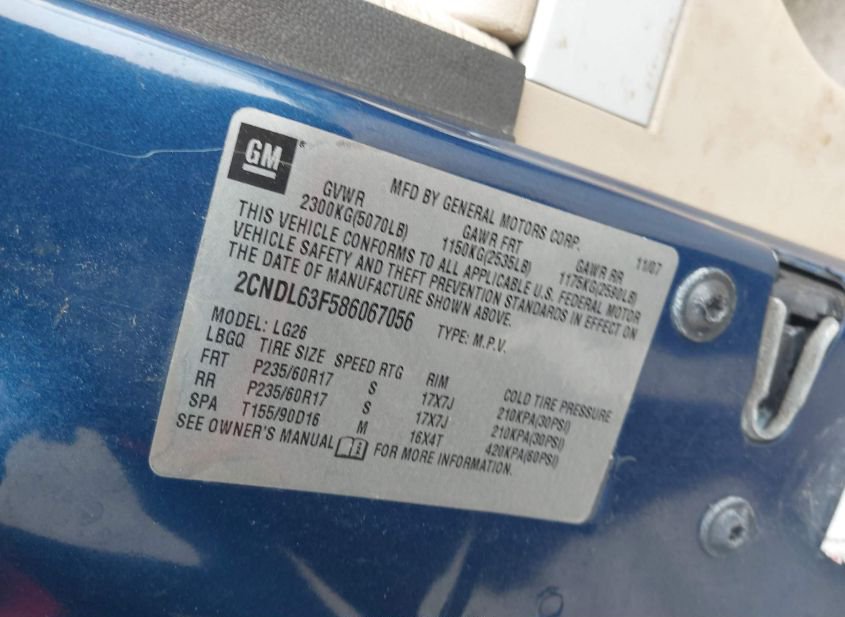 GM
MFD BY GENERAL MOTORS CORP. 11/07
GVWR GAWR FRT GAWR RR
2300KG(5070LB) 1150KG(2535LB) 1175KG(2590LB)
THIS VEHICLE CONFORMS TO ALL APPLICABLE U.S. FEDERAL MOTOR
VEHICLE SAFETY AND THEFT PREVENTION STANDARDS IN EFFECT ON
THE DATE OF MANUFACTURE SHOWN ABOVE.
2CNDL63F586067056 TYPE: M.P.V.
MODEL: LG26
LBGQ TIRE SIZE SPEED RTG RIM COLD TIRE PRESSURE
FRT P235/60R17 S 17X7J 210KPA(30PSI)
RR P235/60R17 S 17X7J 210KPA(30PSI)
SPA T155/90D16 M 16X4T 420KPA(60PSI)
SEE OWNER'S MANUAL FOR MORE INFORMATION.